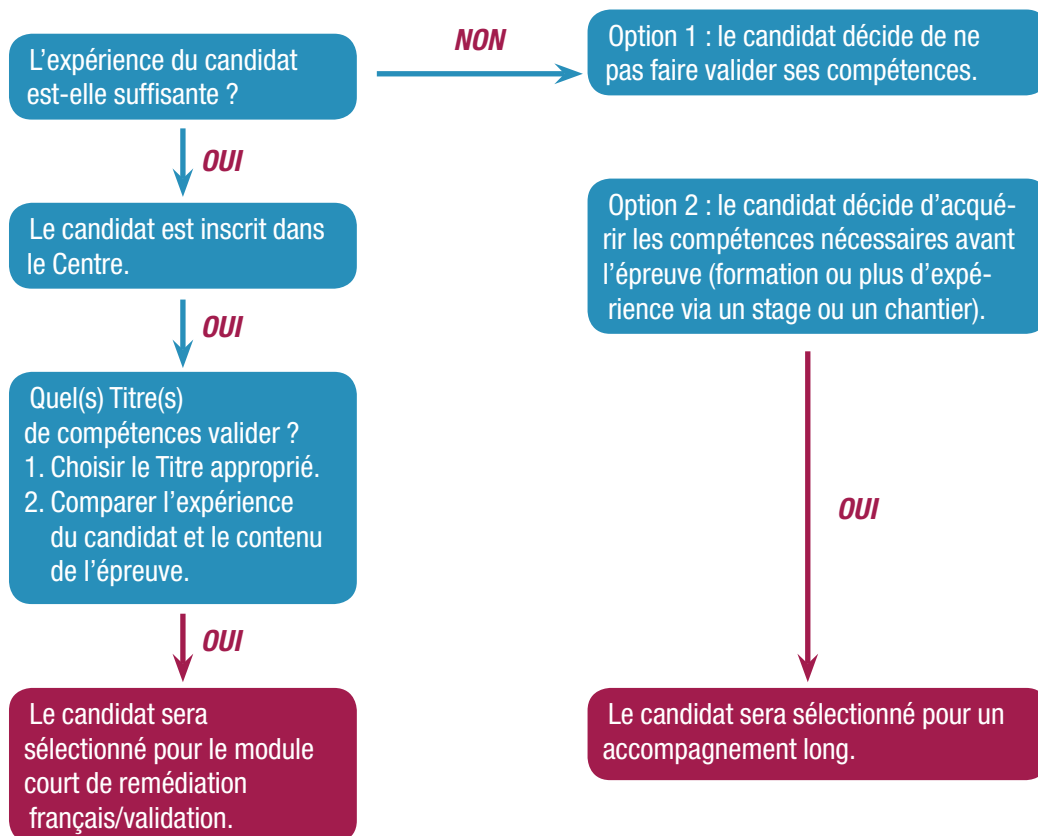 L’expérience du candidat
est-elle suffisante ?
NON
Option 1 : le candidat décide de ne
pas faire valider ses compétences.
OUI
Le candidat est inscrit dans
le Centre.
Option 2 : le candidat décide d’acqué-
rir les compétences nécessaires avant
l’épreuve (formation ou plus d’expé-
rience via un stage ou un chantier).
OUI
Quel(s) Titre(s)
de compétences valider ?
1. Choisir le Titre approprié.
2. Comparer l’expérience
du candidat et le contenu
de l’épreuve.
OUI
OUI
Le candidat sera
sélectionné pour le module
court de remédiation
français/validation.
Le candidat sera sélectionné pour un
accompagnement long.